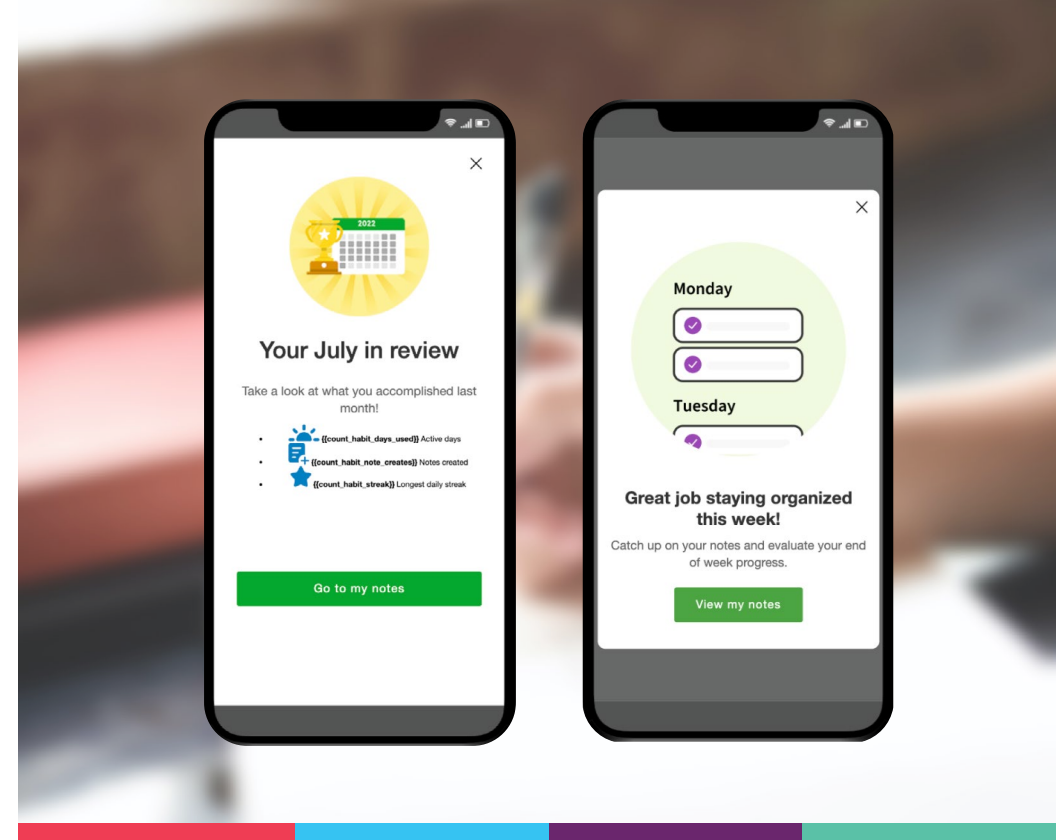 2022
Your July in review
Take a look at what you accomplished last
month!
• {{count_habit_days_used}} Active days
• {{count_habit_note_creates}} Notes created
• {{count_habit_streak}} Longest daily streak
Go to my notes
Monday
Tuesday
Great job staying organized
this week!
Catch up on your notes and evaluate your end
of week progress.
View my notes